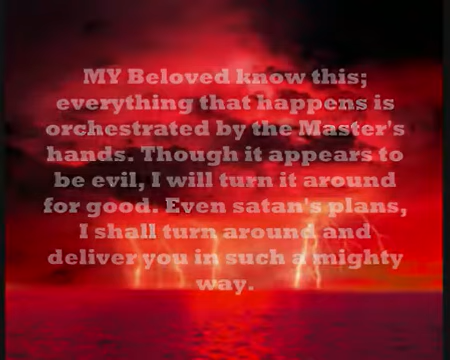 MY Beloved know this;
everything that happens is
orchestrated by the Master's
hands. Though it appears to
be evil, I will turn it around
for good. Even satan's plans,
I shall turn around and
deliver you in such a mighty
way.